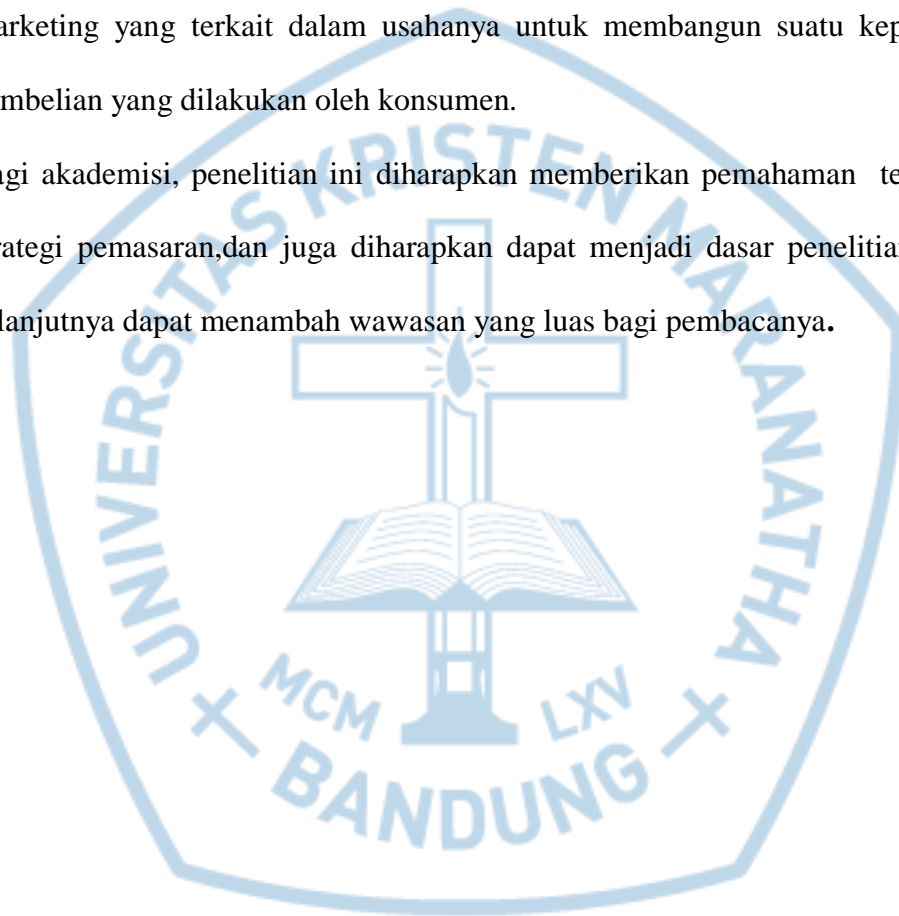 arketing yang terkait dalam usahanya untuk membangun suatu kep
mbelian yang dilakukan oleh konsumen.
agi akademisi, penelitian ini diharapkan memberikan pemahaman te
rategi pemasaran,dan juga diharapkan dapat menjadi dasar penelitian
lanjutnya dapat menambah wawasan yang luas bagi pembacanya.
UNIVERSITAS KRISTEN MARANATHA
MCM LXV
BANDUNG